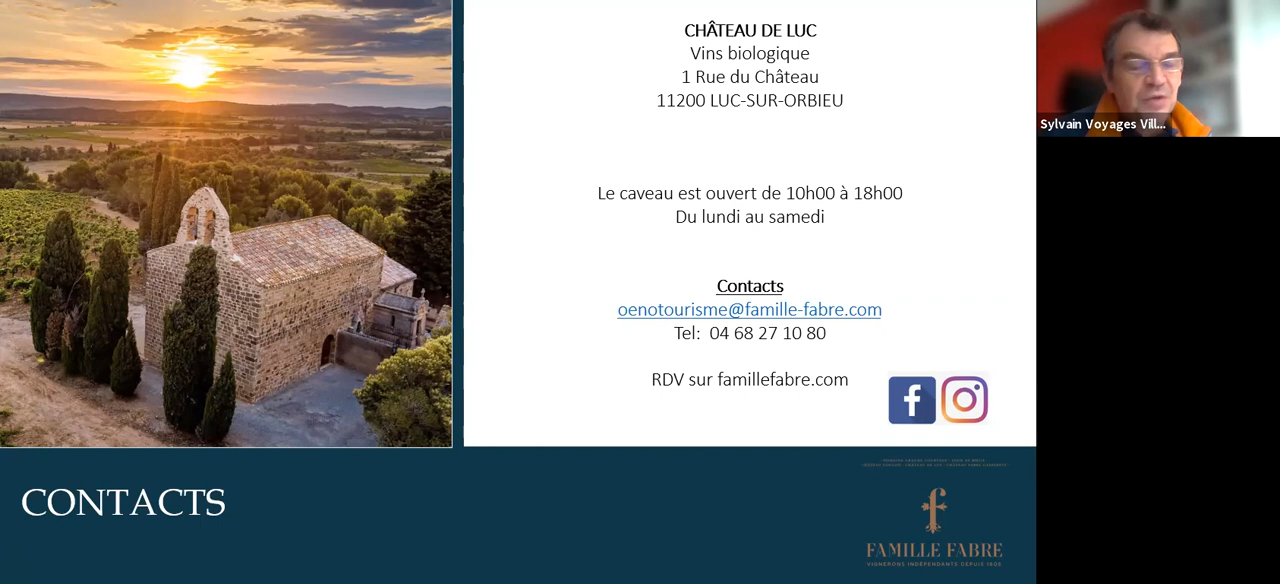 CHÂTEAU DE LUC
Vins biologique
1 Rue du Château
11200 LUC-SUR-ORBIEU
Le caveau est ouvert de 10h00 à 18h00
Du lundi au samedi
Contacts
oenotourisme@famille-fabre.com
Tel: 04 68 27 10 80
RDV sur famillefabre.com
Sylvain Voyages Vill...
CONTACTS
FAMILLE FABRE
VIGNERONS INDÉPENDANTS DEPUIS 1605